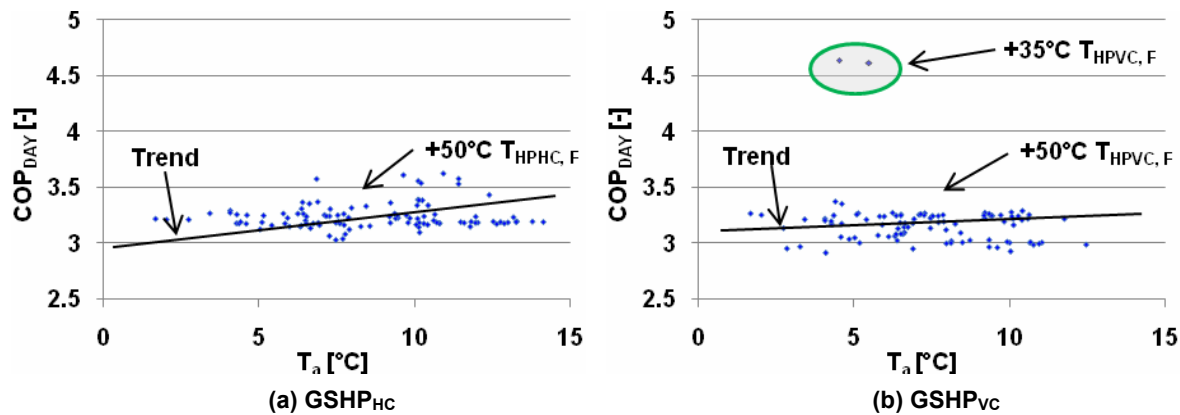 5
4.5
4
3.5
3
2.5
COP_DAY [-]
Trend
+50°C T_HPHC, F
0 5 10 15
T_a [°C]
(a) GSHP_HC
5
4.5
4
3.5
3
2.5
COP_DAY [-]
+35°C T_HPVC, F
Trend
+50°C T_HPVC, F
0 5 10 15
T_a [°C]
(b) GSHP_VC